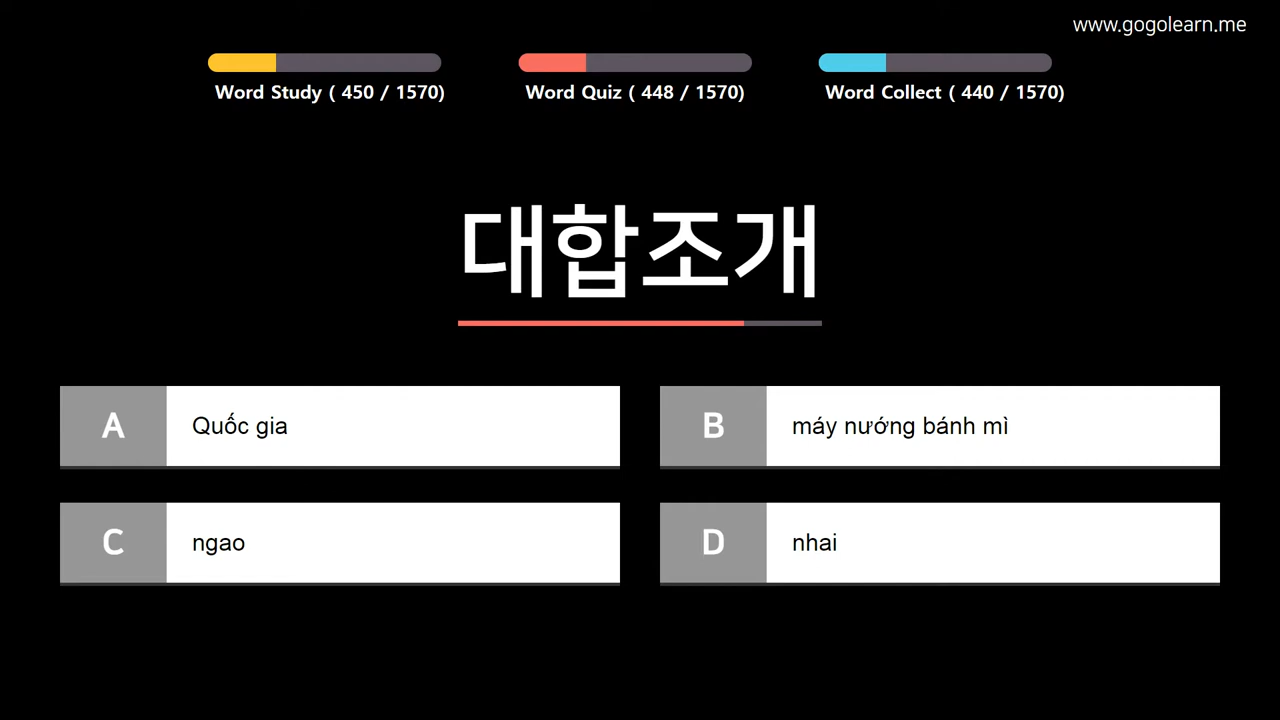 www.gogolearn.me
Word Study ( 450 / 1570)
Word Quiz ( 448 / 1570)
Word Collect ( 440 / 1570)
대합조개
A Quốc gia
B máy nướng bánh mì
C ngao
D nhai